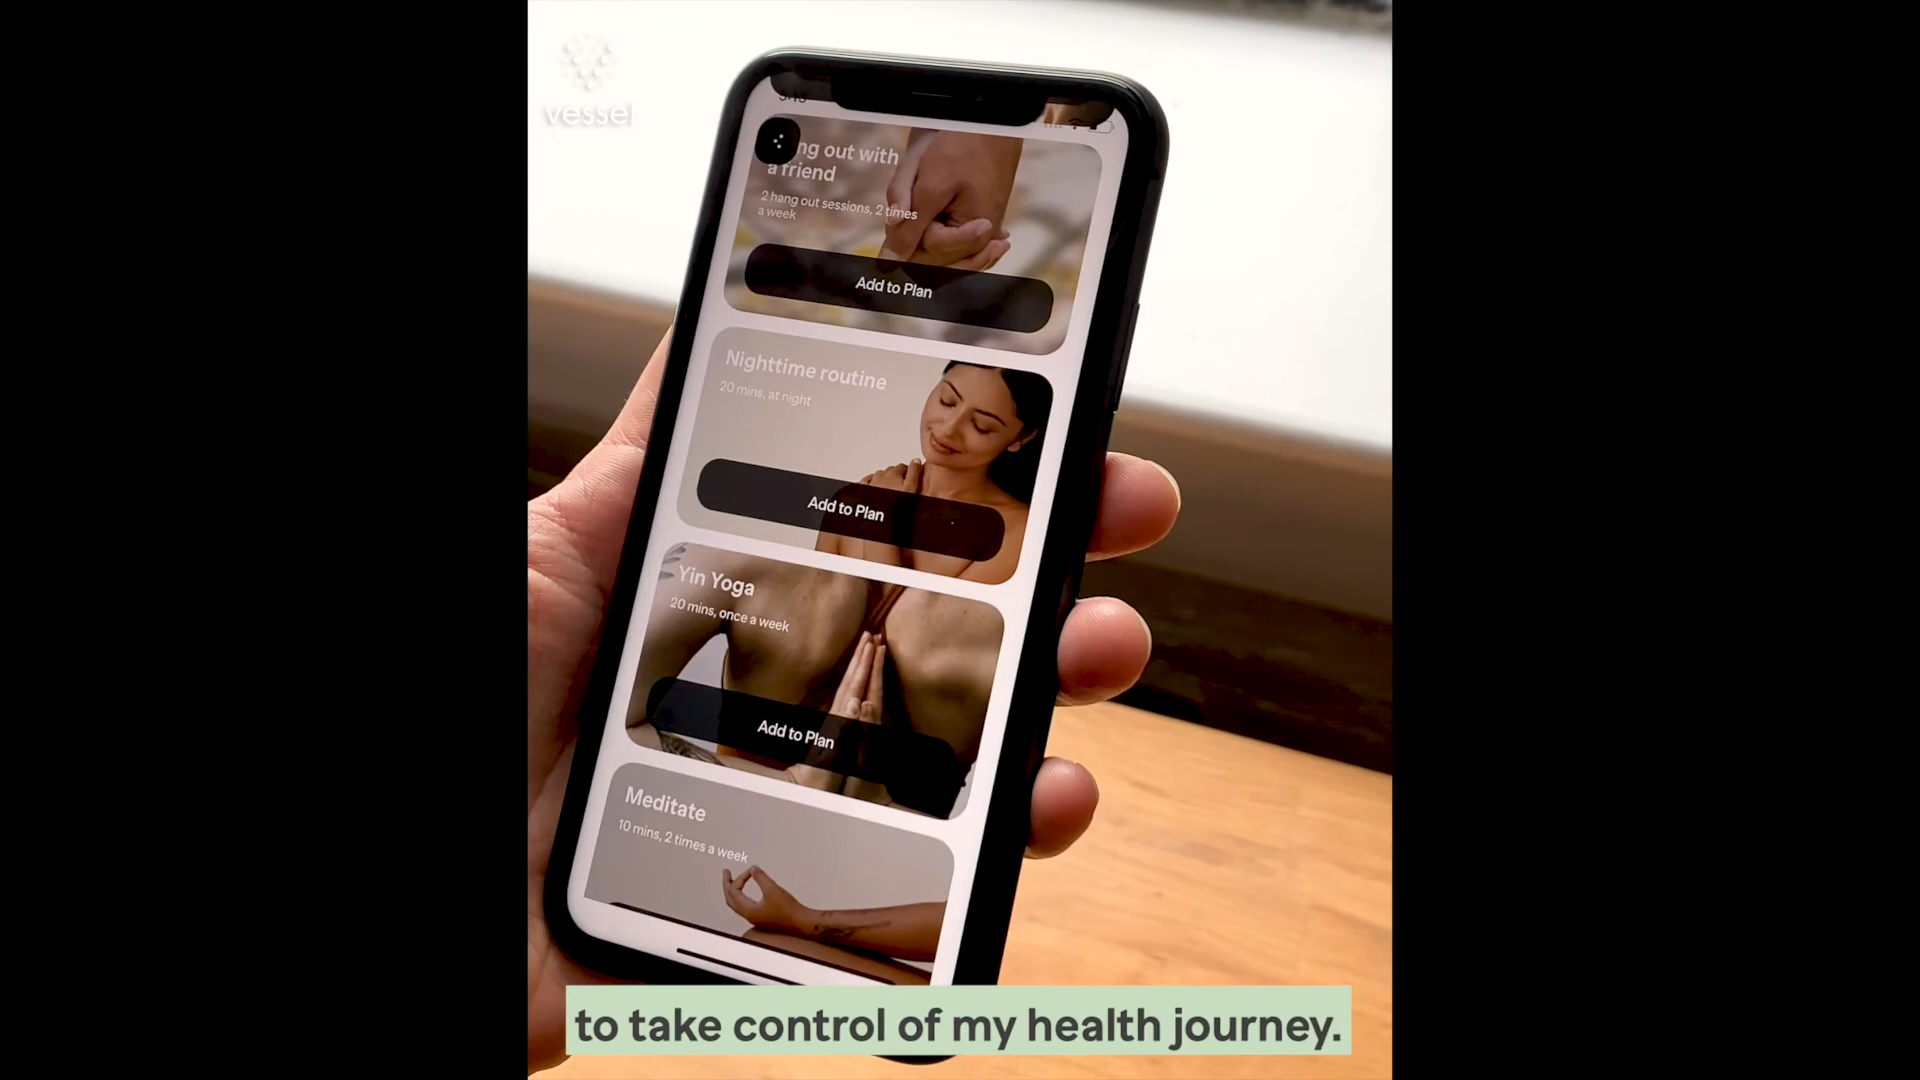 vessel
ng out with
a friend
2 hang out sessions, 2 times
a week
Add to Plan
Nighttime routine
20 mins, at night
Add to Plan
Yin Yoga
20 mins, once a week
Add to Plan
Meditate
10 mins, 2 times a week
to take control of my health journey.